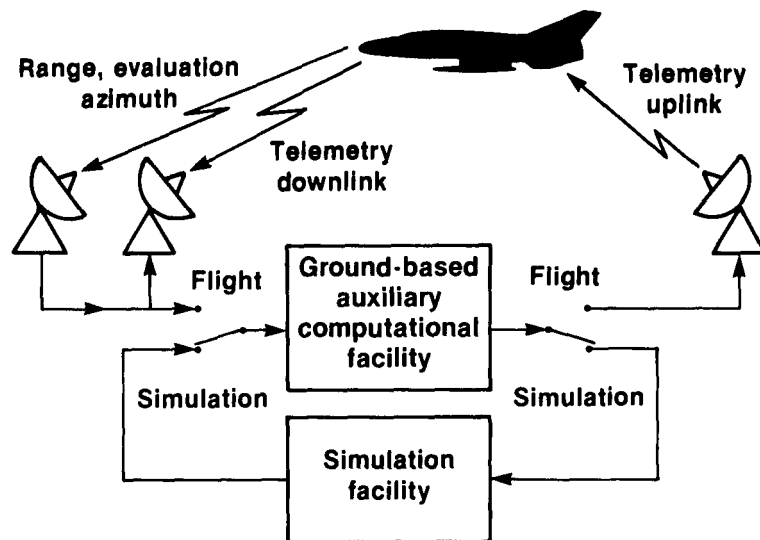 Range, evaluation
azimuth
Telemetry
uplink
Telemetry
downlink
Flight
Ground-based
auxiliary
computational
facility
Flight
Simulation
Simulation
Simulation
facility